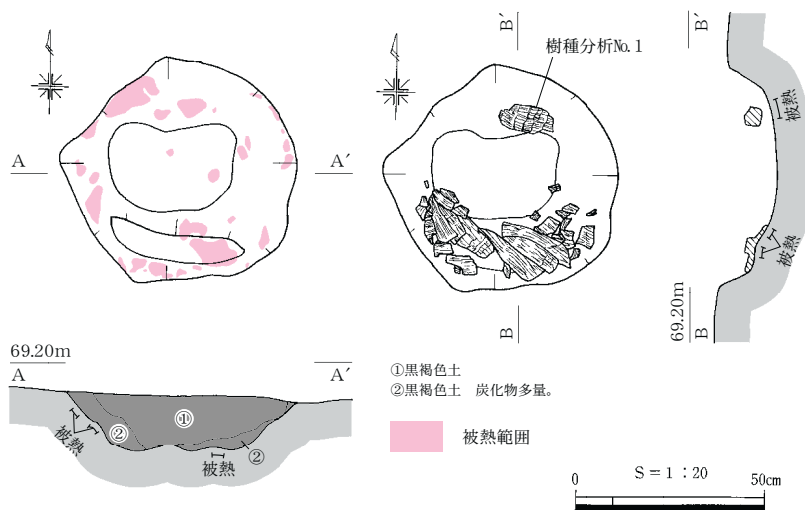 B′
樹種分析No.1
被熱
A
A′
被熱
69.20m
B
B
69.20m
A
A′
①黒褐色土
②黒褐色土　炭化物多量。
①
②
②
被熱
被熱
被熱範囲
S＝1：20
0
50cm
B′